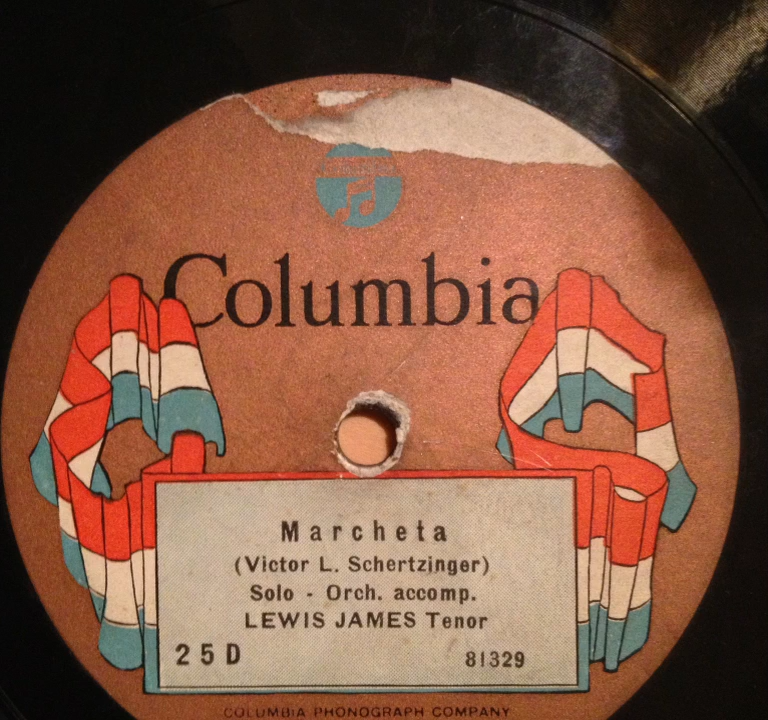 Columbia
Marcheta
(Victor L. Schertzinger)
Solo - Orch. accomp.
LEWIS JAMES Tenor
25D 81329
COLUMBIA PHONOGRAPH COMPANY